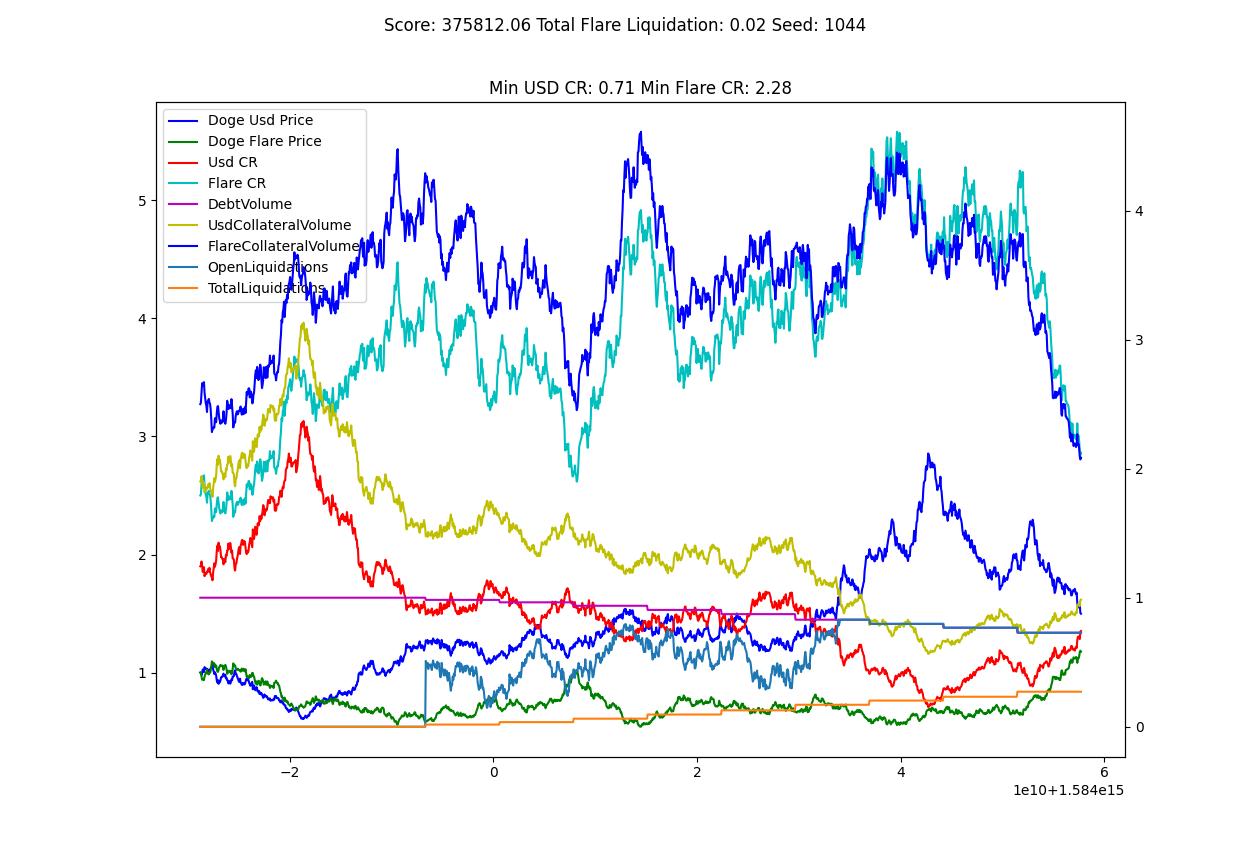 Score: 375812.06 Total Flare Liquidation: 0.02 Seed: 1044
Min USD CR: 0.71 Min Flare CR: 2.28
Doge Usd Price
Doge Flare Price
Usd CR
Flare CR
DebtVolume
UsdCollateralVolume
FlareCollateralVolume
OpenLiquidations
TotalLiquidations
5
4
3
2
1
4
3
2
1
0
−2
0
2
4
6
1e10+1.584e15